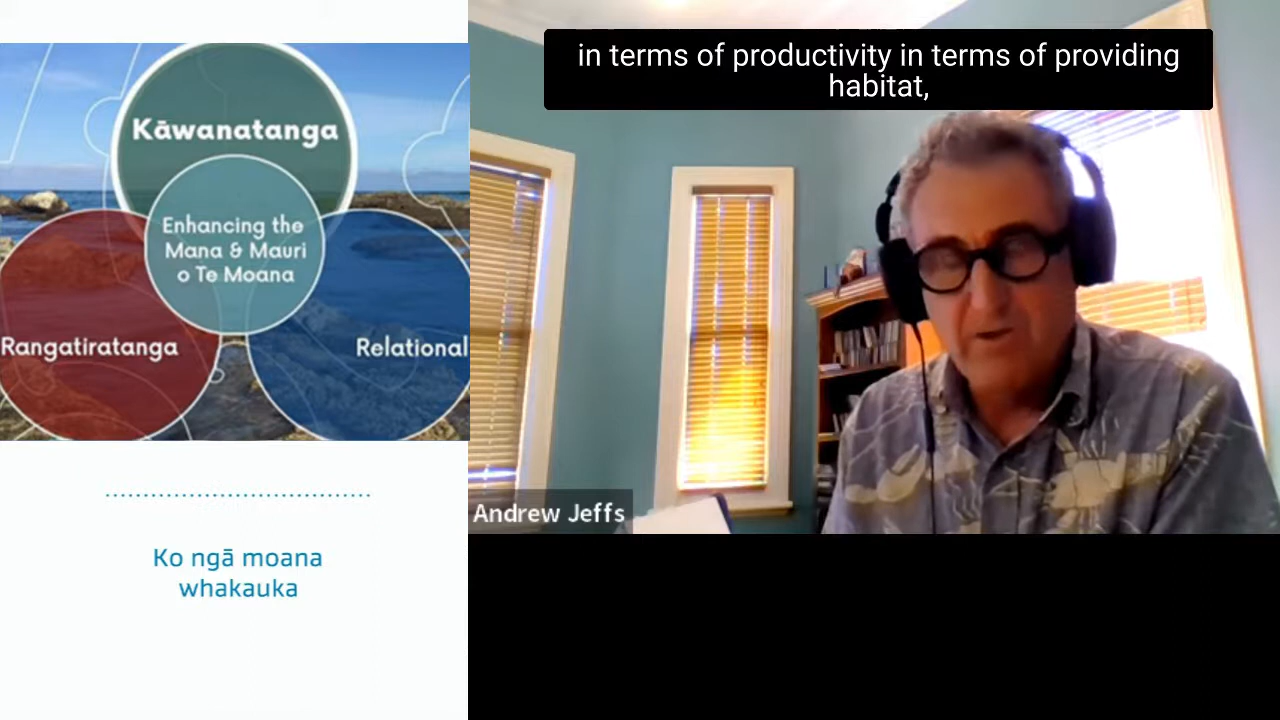 Kāwanatanga
Enhancing the
Mana & Mauri
o Te Moana
Rangatiratanga
Relational
Ko ngā moana
whakauka
in terms of productivity in terms of providing
habitat,
Andrew Jeffs